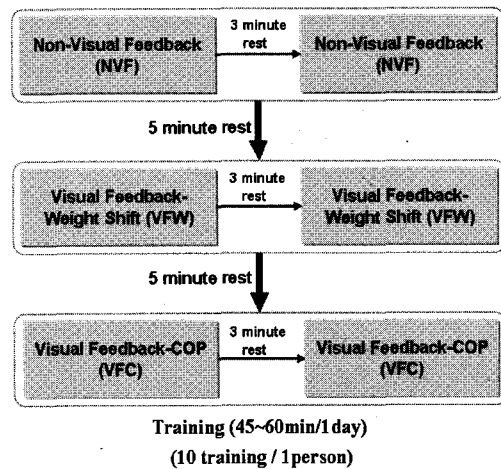 Non-Visual Feedback
(NVF)
3 minute
rest
Non-Visual Feedback
(NVF)
5 minute rest
Visual Feedback-
Weight Shift (VFW)
3 minute
rest
Visual Feedback-
Weight Shift (VFW)
5 minute rest
Visual Feedback-COP
(VFC)
3 minute
rest
Visual Feedback-COP
(VFC)
Training (45~60min/1day)
(10 training / 1person)